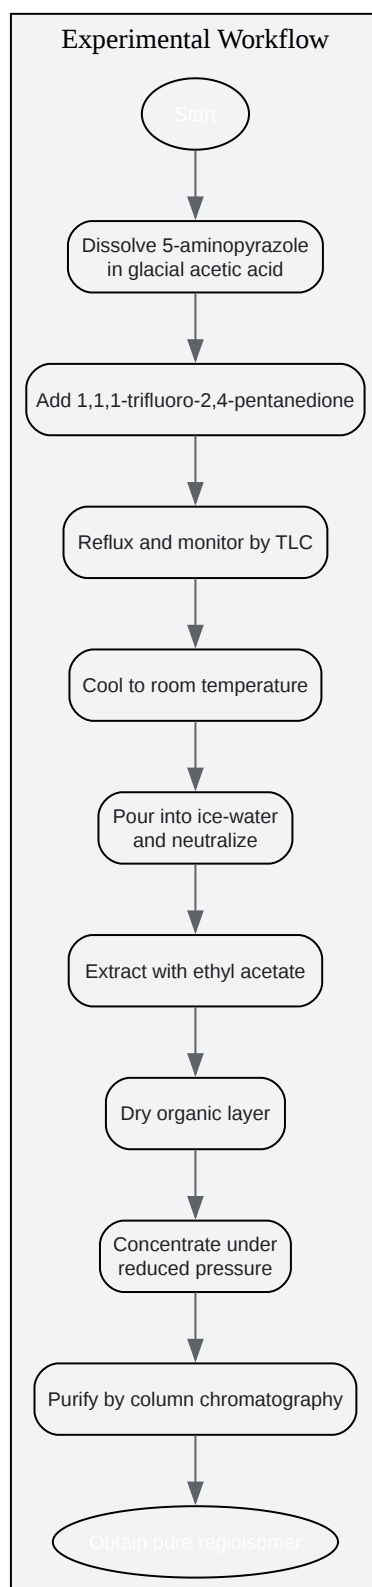 Experimental Workflow
Start
Dissolve 5-aminopyrazole
in glacial acetic acid
Add 1,1,1-trifluoro-2,4-pentanedione
Reflux and monitor by TLC
Cool to room temperature
Pour into ice-water
and neutralize
Extract with ethyl acetate
Dry organic layer
Concentrate under
reduced pressure
Purify by column chromatography
Obtain pure regioisomer